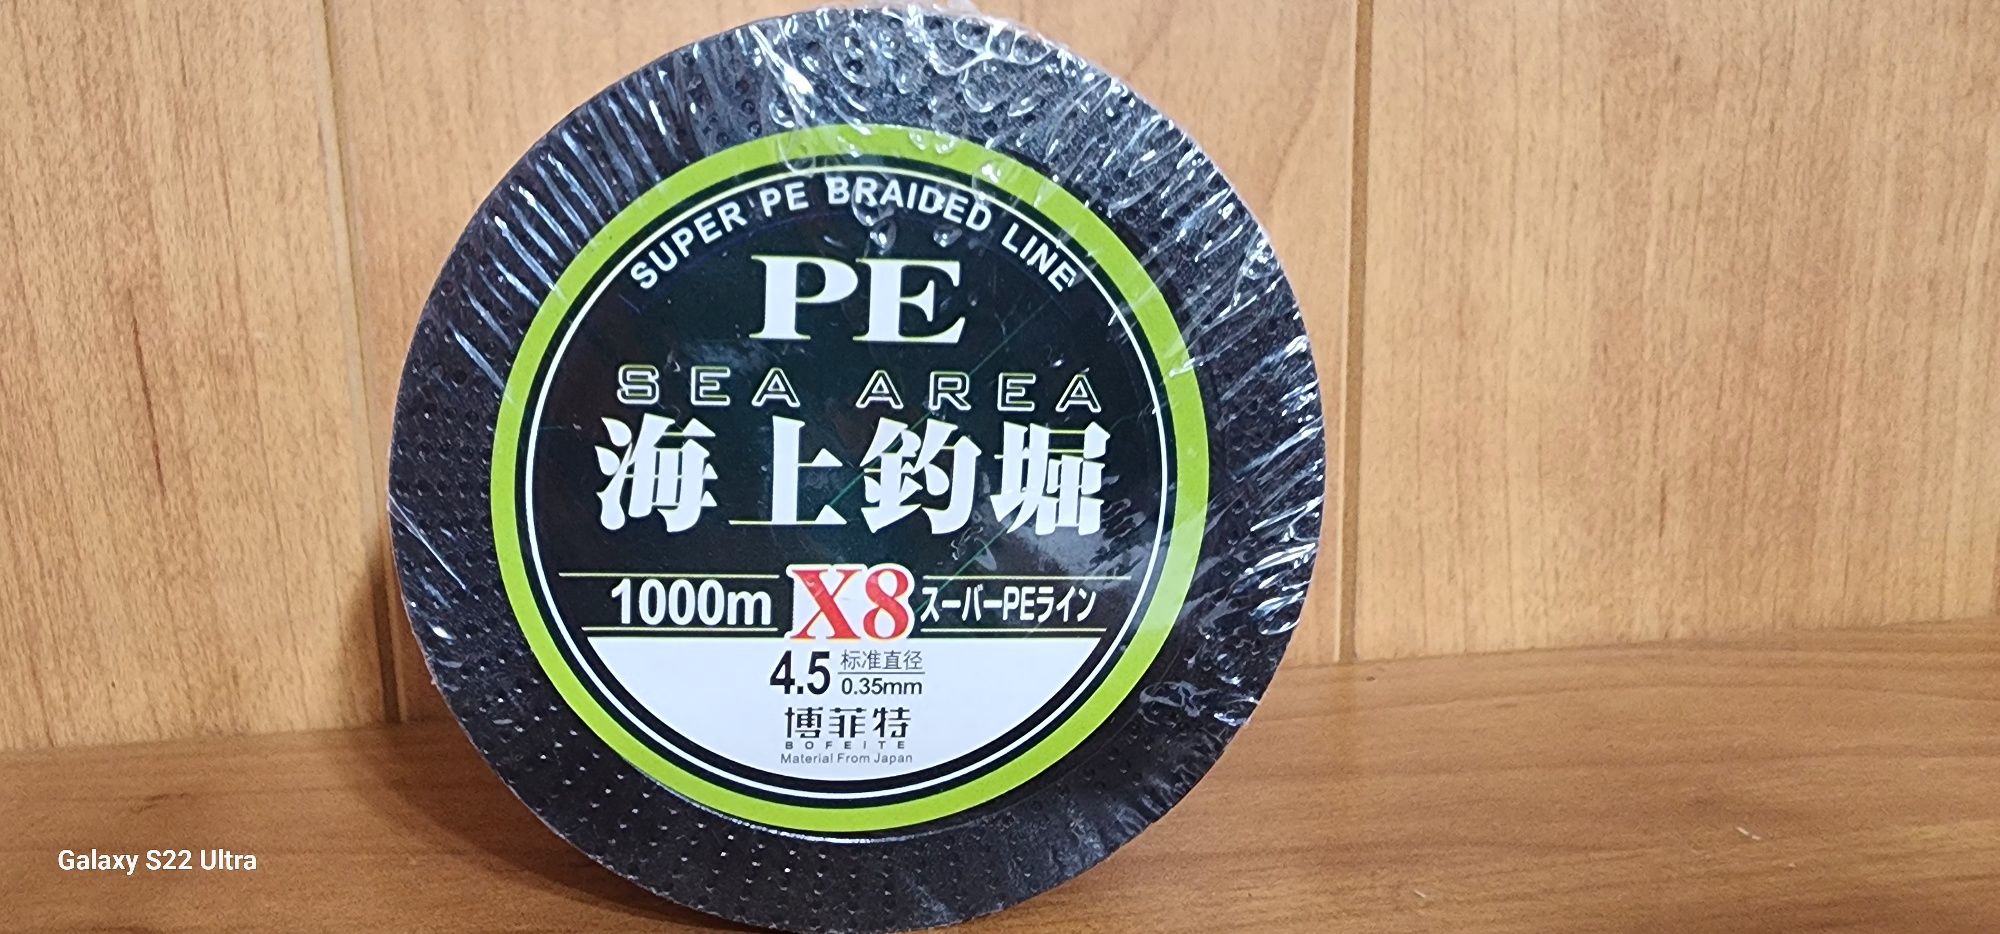 SUPER PE BRAIDED LINE
PE
SEA AREA
海上釣堀
1000m X8 スーパーPEライン
4.5 标准直径
0.35mm
博菲特
BOFEITE
Material From Japan
Galaxy S22 Ultra